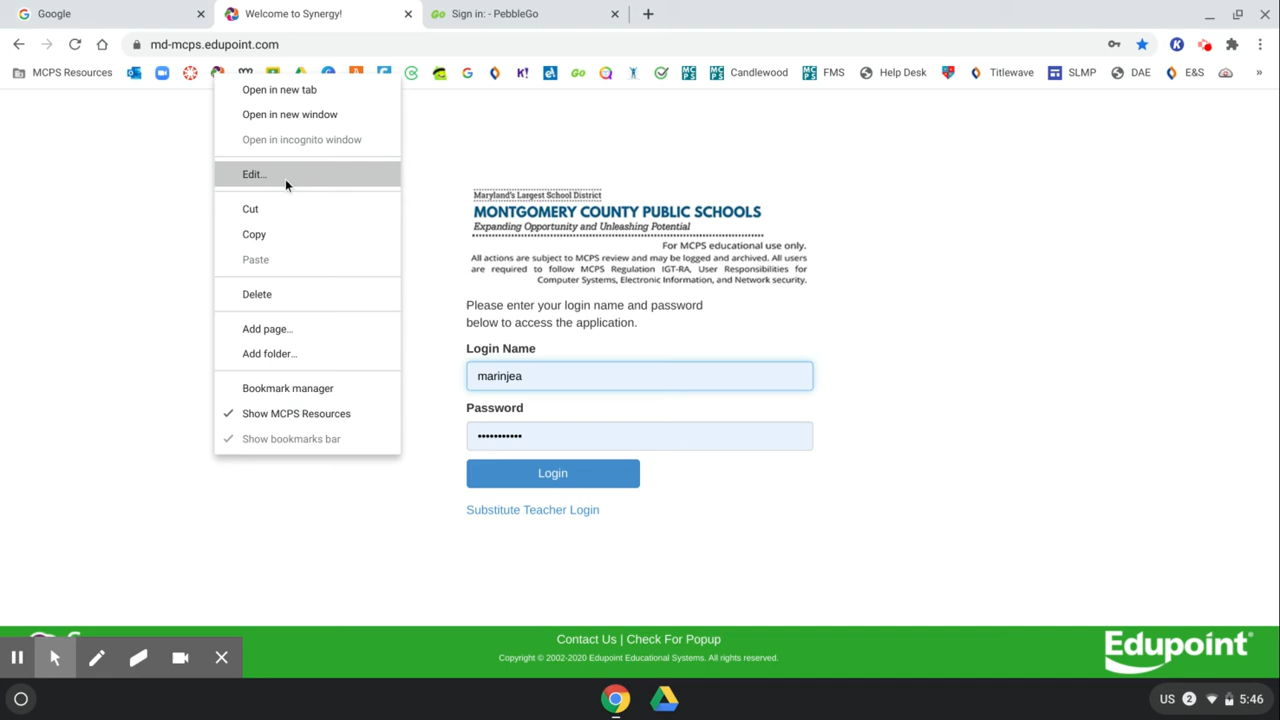 Google
Welcome to Synergy!
Go Sign in: - PebbleGo
md-mcps.edupoint.com
MCPS Resources
K!
Go
MCPS Candlewood
MCPS FMS
Help Desk
Titlewave
SLMP
DAE
E&S
»
Open in new tab
Open in new window
Open in incognito window
Edit...
Cut
Copy
Paste
Delete
Add page...
Add folder...
Bookmark manager
Show MCPS Resources
Show bookmarks bar
Maryland's Largest School District
MONTGOMERY COUNTY PUBLIC SCHOOLS
Expanding Opportunity and Unleashing Potential
For MCPS educational use only.
All actions are subject to MCPS review and may be logged and archived. All users
are required to follow MCPS Regulation IGT-RA, User Responsibilities for
Computer Systems, Electronic Information, and Network security.
Please enter your login name and password
below to access the application.
Login Name
marinjea
Password
•••••••••••
Login
Substitute Teacher Login
Contact Us | Check For Popup
Copyright © 2002-2020 Edupoint Educational Systems. All rights reserved.
Edupoint
US 2 5:46